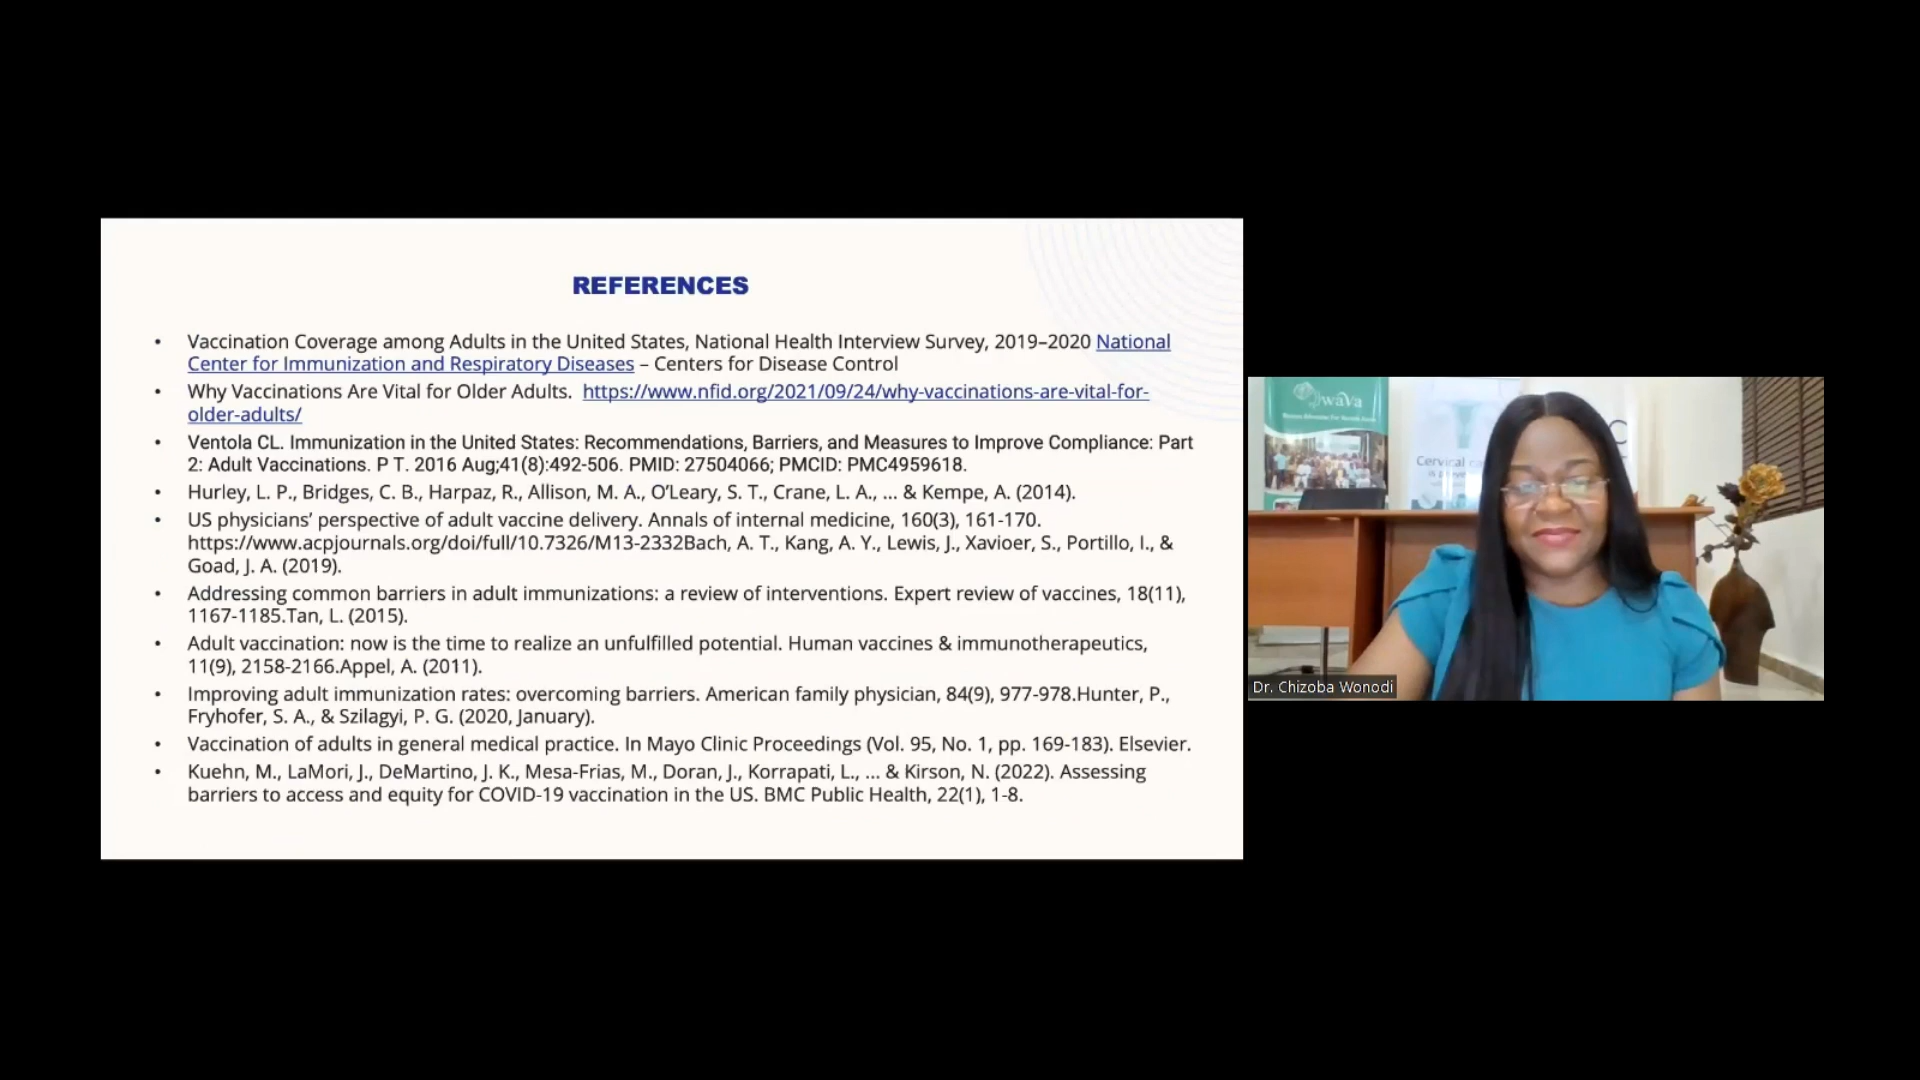 REFERENCES
• Vaccination Coverage among Adults in the United States, National Health Interview Survey, 2019–2020 National
Center for Immunization and Respiratory Diseases – Centers for Disease Control
• Why Vaccinations Are Vital for Older Adults. https://www.nfid.org/2021/09/24/why-vaccinations-are-vital-for-
older-adults/
• Ventola CL. Immunization in the United States: Recommendations, Barriers, and Measures to Improve Compliance: Part
2: Adult Vaccinations. P T. 2016 Aug;41(8):492-506. PMID: 27504066; PMCID: PMC4959618.
• Hurley, L. P., Bridges, C. B., Harpaz, R., Allison, M. A., O’Leary, S. T., Crane, L. A., ... & Kempe, A. (2014).
• US physicians’ perspective of adult vaccine delivery. Annals of internal medicine, 160(3), 161-170.
https://www.acpjournals.org/doi/full/10.7326/M13-2332Bach, A. T., Kang, A. Y., Lewis, J., Xavioer, S., Portillo, I., &
Goad, J. A. (2019).
• Addressing common barriers in adult immunizations: a review of interventions. Expert review of vaccines, 18(11),
1167-1185.Tan, L. (2015).
• Adult vaccination: now is the time to realize an unfulfilled potential. Human vaccines & immunotherapeutics,
11(9), 2158-2166.Appel, A. (2011).
• Improving adult immunization rates: overcoming barriers. American family physician, 84(9), 977-978.Hunter, P.,
Fryhofer, S. A., & Szilagyi, P. G. (2020, January).
• Vaccination of adults in general medical practice. In Mayo Clinic Proceedings (Vol. 95, No. 1, pp. 169-183). Elsevier.
• Kuehn, M., LaMori, J., DeMartino, J. K., Mesa-Frias, M., Doran, J., Korrapati, L., ... & Kirson, N. (2022). Assessing
barriers to access and equity for COVID-19 vaccination in the US. BMC Public Health, 22(1), 1-8.
wava
Cervical
Dr. Chizoba Wonodi